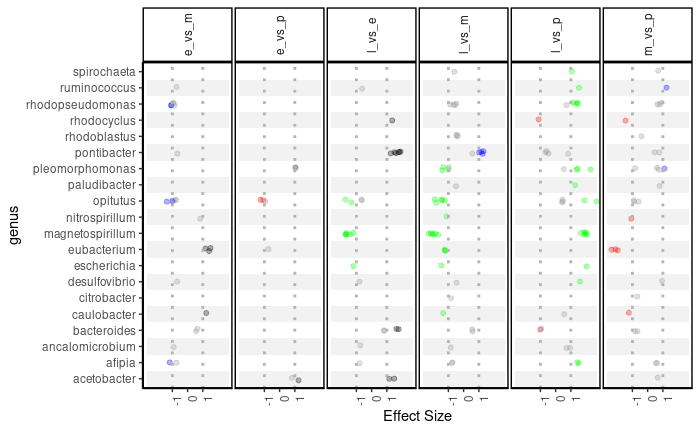 e_vs_m
e_vs_p
l_vs_e
l_vs_m
l_vs_p
m_vs_p
genus
spirochaeta
ruminococcus
rhodopseudomonas
rhodocyclus
rhodoblastus
pontibacter
pleomorphomonas
paludibacter
opitutus
nitrospirillum
magnetospirillum
eubacterium
escherichia
desulfovibrio
citrobacter
caulobacter
bacteroides
ancalomicrobium
afipia
acetobacter
-1 0 1 -1 0 1 -1 0 1 -1 0 1 -1 0 1 -1 0 1
Effect Size